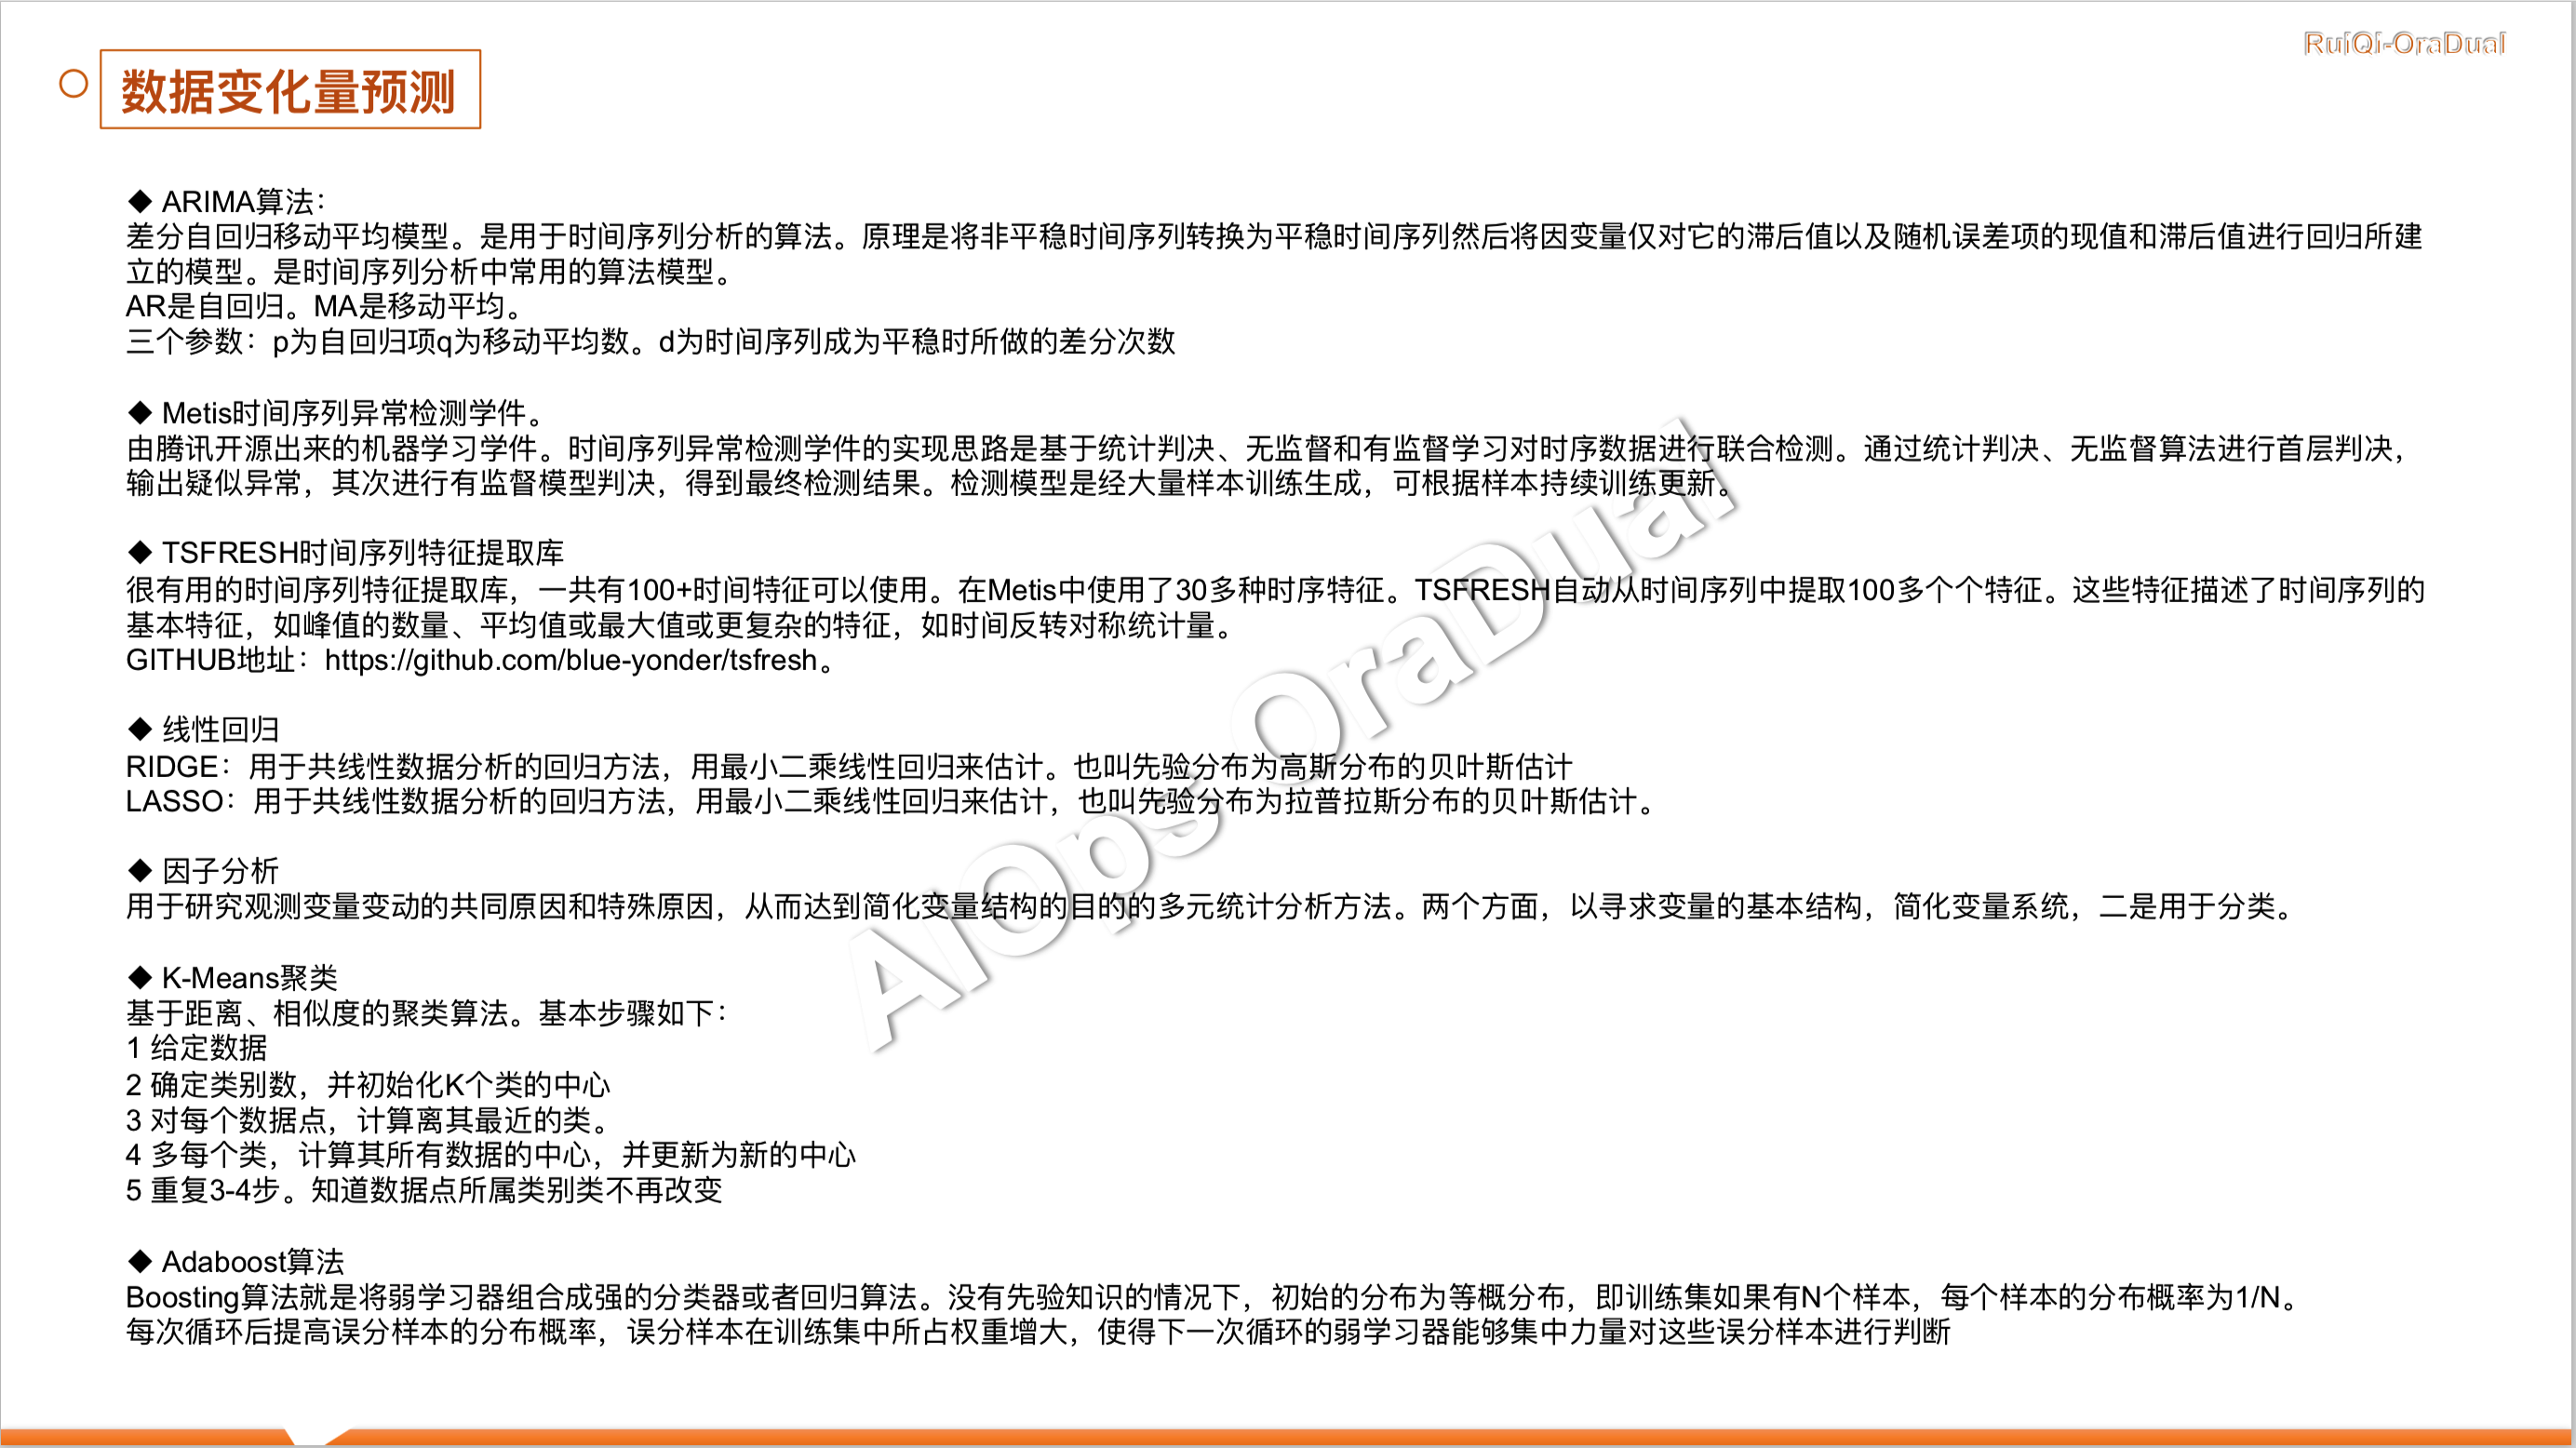 RuiQi-OraDual
数据变化量预测
◆ ARIMA算法：
差分自回归移动平均模型。是用于时间序列分析的算法。原理是将非平稳时间序列转换为平稳时间序列然后将因变量仅对它的滞后值以及随机误差项的现值和滞后值进行回归所建
立的模型。是时间序列分析中常用的算法模型。
AR是自回归。MA是移动平均。
三个参数：p为自回归项q为移动平均数。d为时间序列成为平稳时所做的差分次数
◆ Metis时间序列异常检测学件。
由腾讯开源出来的机器学习学件。时间序列异常检测学件的实现思路是基于统计判决、无监督和有监督学习对时序数据进行联合检测。通过统计判决、无监督算法进行首层判决，
输出疑似异常，其次进行有监督模型判决，得到最终检测结果。检测模型是经大量样本训练生成，可根据样本持续训练更新。
◆ TSFRESH时间序列特征提取库
很有用的时间序列特征提取库，一共有100+时间特征可以使用。在Metis中使用了30多种时序特征。TSFRESH自动从时间序列中提取100多个个特征。这些特征描述了时间序列的
基本特征，如峰值的数量、平均值或最大值或更复杂的特征，如时间反转对称统计量。
GITHUB地址：https://github.com/blue-yonder/tsfresh。
◆ 线性回归
RIDGE：用于共线性数据分析的回归方法，用最小二乘线性回归来估计。也叫先验分布为高斯分布的贝叶斯估计
LASSO：用于共线性数据分析的回归方法，用最小二乘线性回归来估计，也叫先验分布为拉普拉斯分布的贝叶斯估计。
◆ 因子分析
用于研究观测变量变动的共同原因和特殊原因，从而达到简化变量结构的目的的多元统计分析方法。两个方面，以寻求变量的基本结构，简化变量系统，二是用于分类。
◆ K-Means聚类
基于距离、相似度的聚类算法。基本步骤如下：
1 给定数据
2 确定类别数，并初始化K个类的中心
3 对每个数据点，计算离其最近的类。
4 多每个类，计算其所有数据的中心，并更新为新的中心
5 重复3-4步。知道数据点所属类别类不再改变
◆ Adaboost算法
Boosting算法就是将弱学习器组合成强的分类器或者回归算法。没有先验知识的情况下，初始的分布为等概分布，即训练集如果有N个样本，每个样本的分布概率为1/N。
每次循环后提高误分样本的分布概率，误分样本在训练集中所占权重增大，使得下一次循环的弱学习器能够集中力量对这些误分样本进行判断
AIOps OraDual